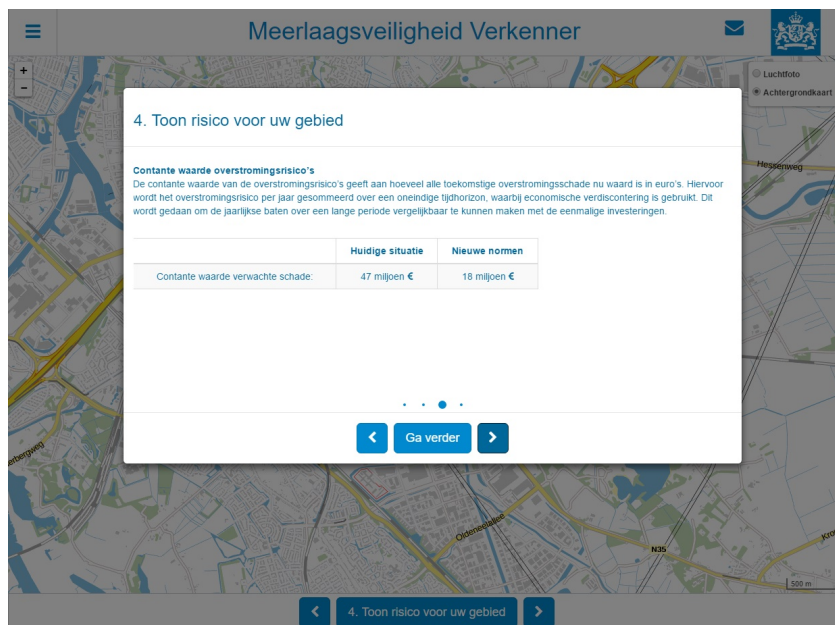 Meerlaagsveiligheid Verkenner
+
-
Luchtfoto
Achtergrondkaart
4. Toon risico voor uw gebied
Hessenweg
Contante waarde overstromingsrisico's
De contante waarde van de overstromingsrisico's geeft aan hoeveel alle toekomstige overstromingsschade nu waard is in euro's. Hiervoor
wordt het overstromingsrisico per jaar gesommeerd over een oneindige tijdhorizon, waarbij economische verdiscontering is gebruikt. Dit
wordt gedaan om de jaarlijkse baten over een lange periode vergelijkbaar te kunnen maken met de eenmalige investeringen.
Huidige situatie Nieuwe normen
Contante waarde verwachte schade: 47 miljoen € 18 miljoen €
Ga verder
Oldeneelallee
N35
500 m
4. Toon risico voor uw gebied